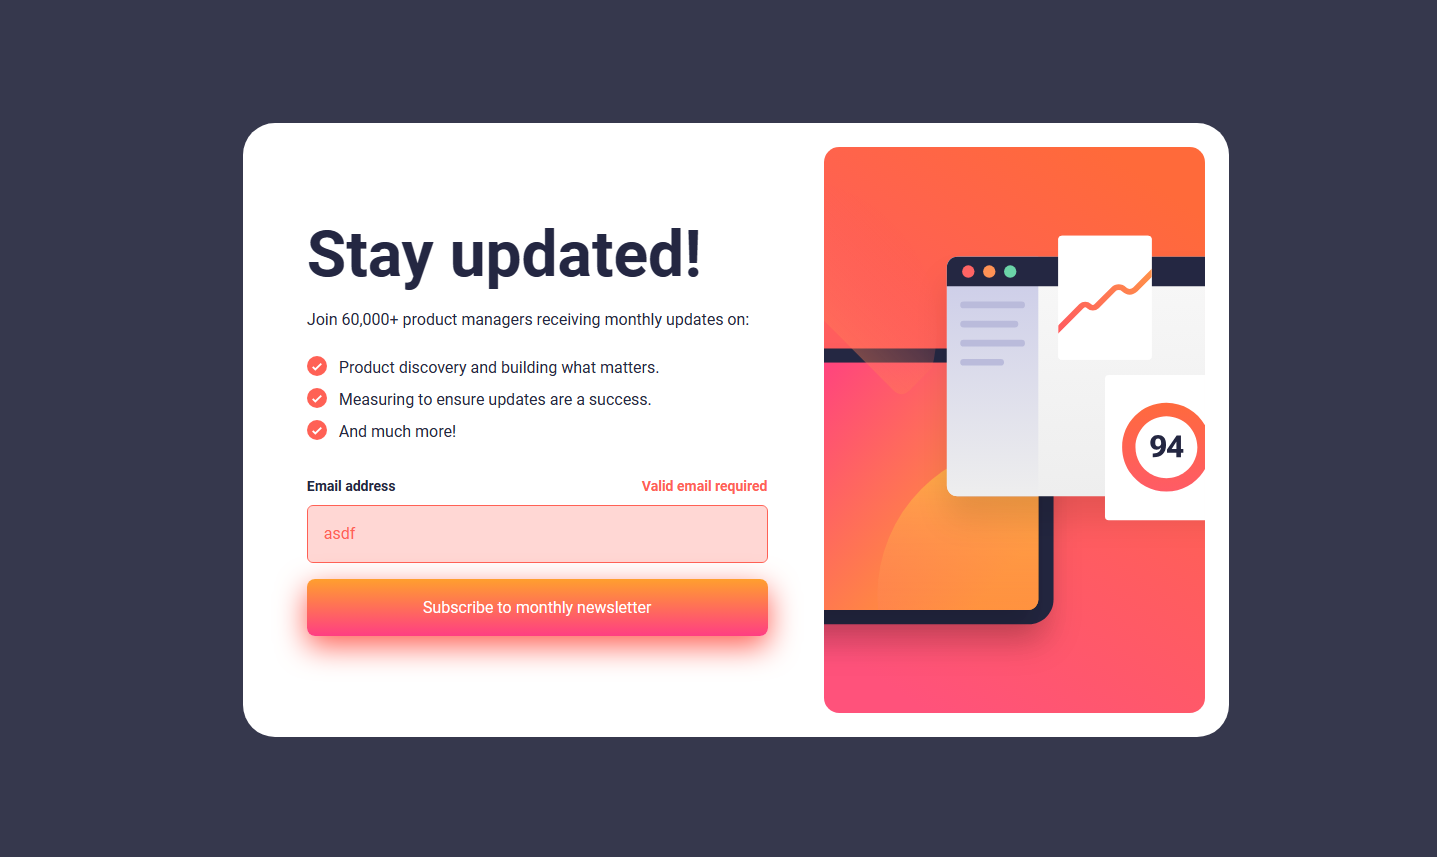 Stay updated!
Join 60,000+ product managers receiving monthly updates on:
Product discovery and building what matters.
Measuring to ensure updates are a success.
And much more!
Email address
Valid email required
asdf
Subscribe to monthly newsletter
94